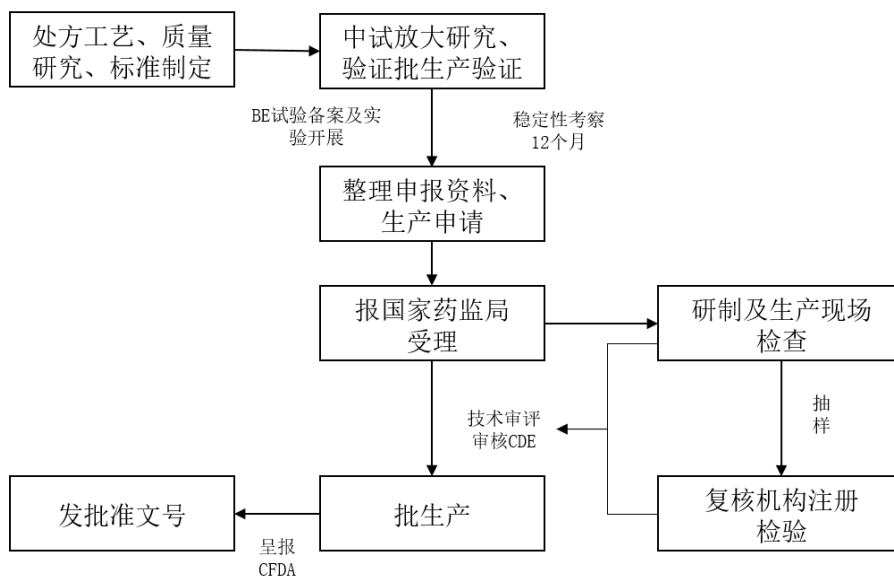 处方工艺、质量
研究、标准制定
中试放大研究、
验证批生产验证
BE试验备案及实
验开展
稳定性考察
12个月
整理申报资料、
生产申请
报国家药监局
受理
研制及生产现场
检查
技术审评
审核CDE
抽
样
发批准文号
批生产
复核机构注册
检验
呈报
CFDA